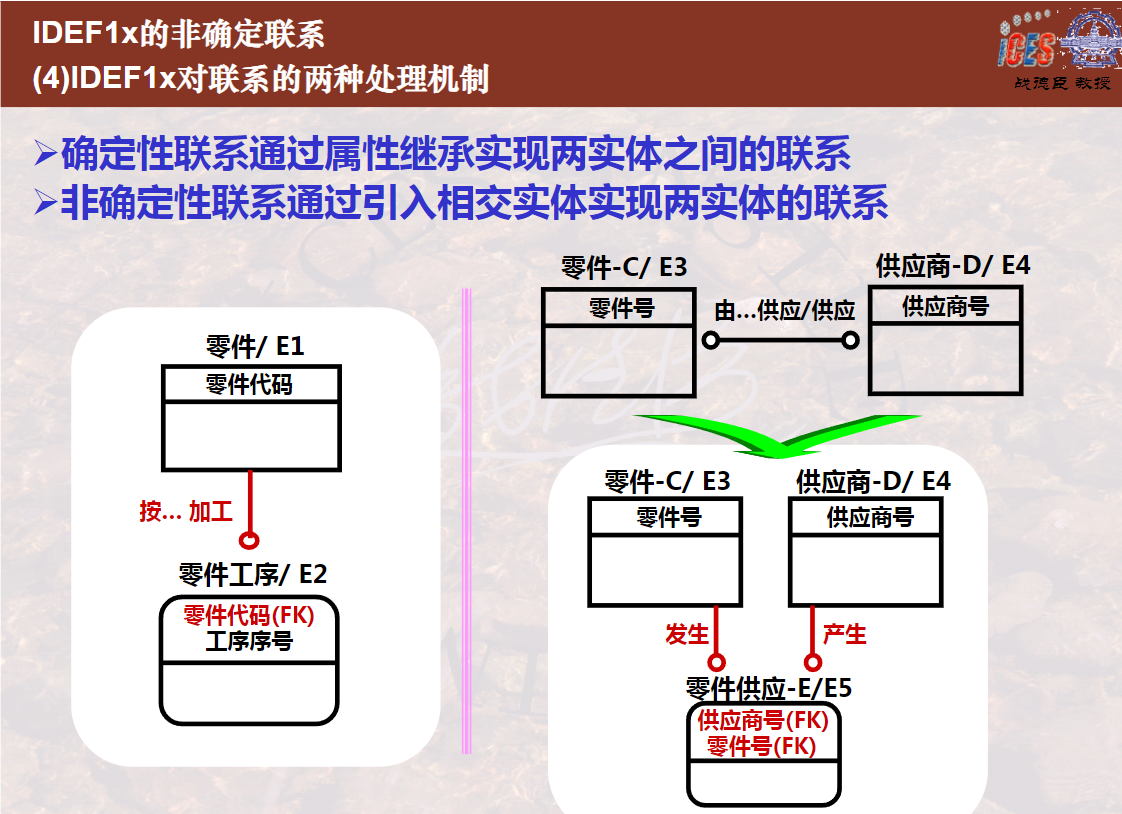 IDEF1x的非确定联系
(4)IDEF1x对联系的两种处理机制
iCES
战德臣 教授
➢确定性联系通过属性继承实现两实体之间的联系
➢非确定性联系通过引入相交实体实现两实体的联系
零件/ E1
零件代码
按… 加工
零件工序/ E2
零件代码(FK)
工序序号
零件-C/ E3
零件号
由…供应/供应
供应商-D/ E4
供应商号
零件-C/ E3
零件号
供应商-D/ E4
供应商号
发生
产生
零件供应-E/E5
供应商号(FK)
零件号(FK)